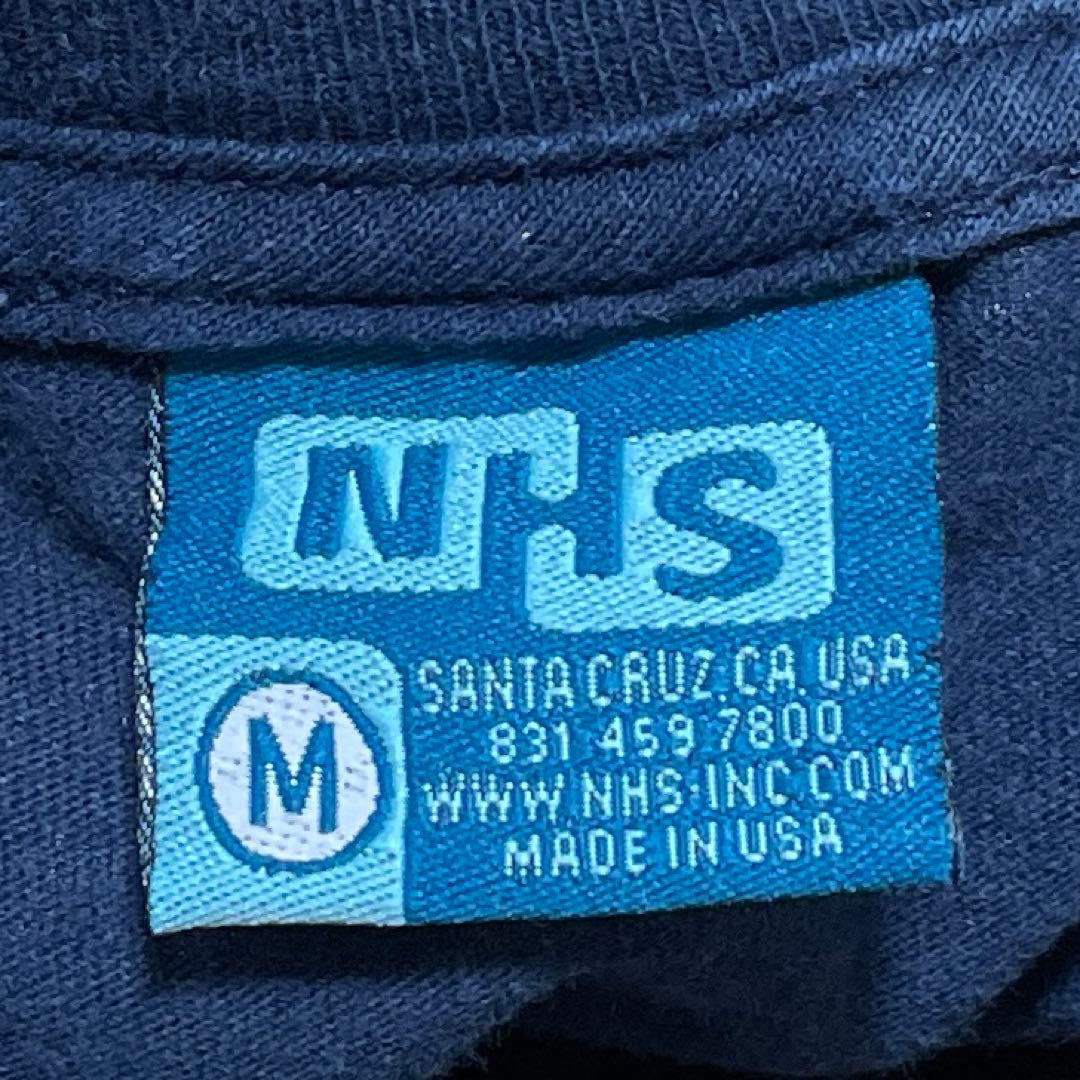 NHS
M
SANTA CRUZ, CA. USA
831 459 7800
WWW.NHS-INC.COM
MADE IN USA